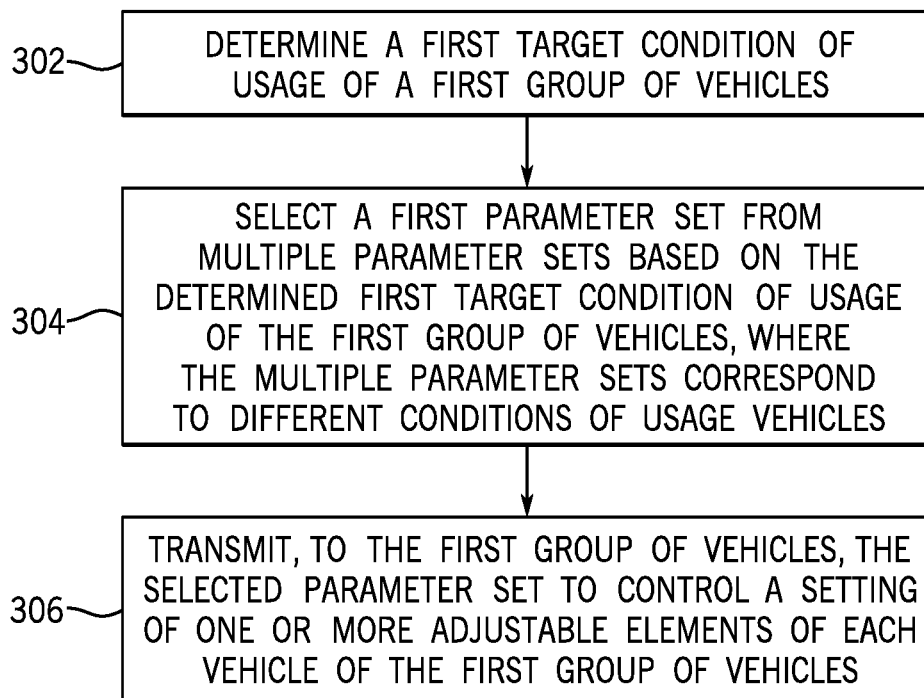 302
DETERMINE A FIRST TARGET CONDITION OF
USAGE OF A FIRST GROUP OF VEHICLES
304
SELECT A FIRST PARAMETER SET FROM
MULTIPLE PARAMETER SETS BASED ON THE
DETERMINED FIRST TARGET CONDITION OF USAGE
OF THE FIRST GROUP OF VEHICLES, WHERE
THE MULTIPLE PARAMETER SETS CORRESPOND
TO DIFFERENT CONDITIONS OF USAGE VEHICLES
306
TRANSMIT, TO THE FIRST GROUP OF VEHICLES, THE
SELECTED PARAMETER SET TO CONTROL A SETTING
OF ONE OR MORE ADJUSTABLE ELEMENTS OF EACH
VEHICLE OF THE FIRST GROUP OF VEHICLES